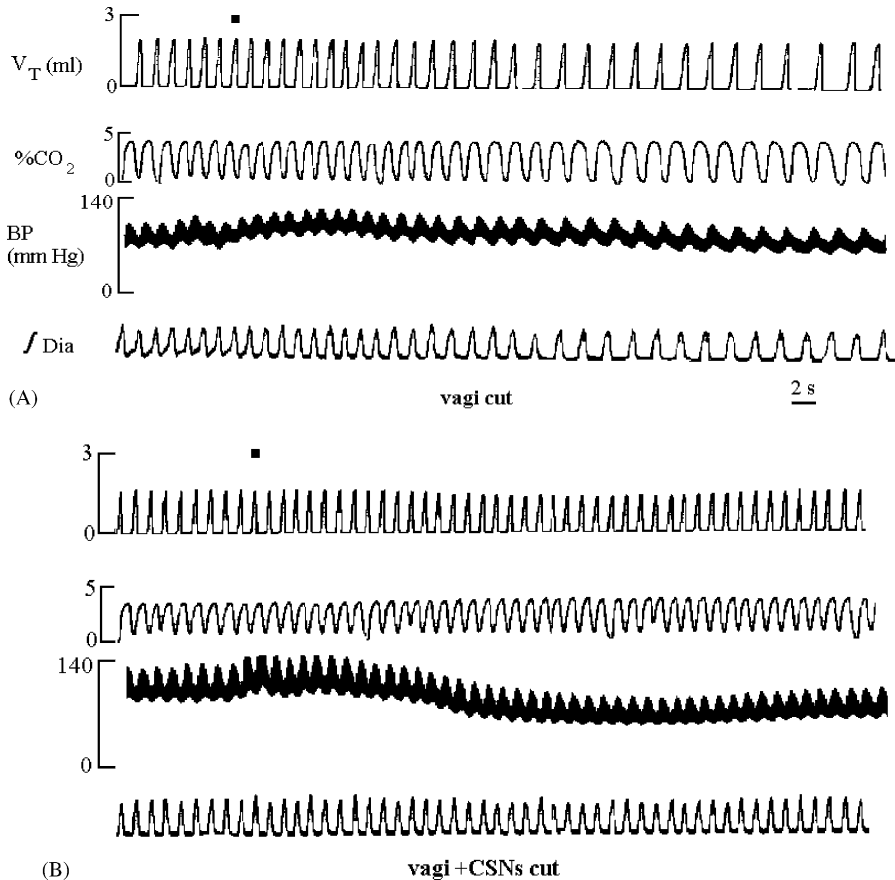 3
V_T (ml)
0
5
%CO₂
0
140
BP
(mm Hg)
0
∫ Dia
(A)
vagi cut
2 s
3
0
5
0
140
0
(B)
vagi +CSNs cut